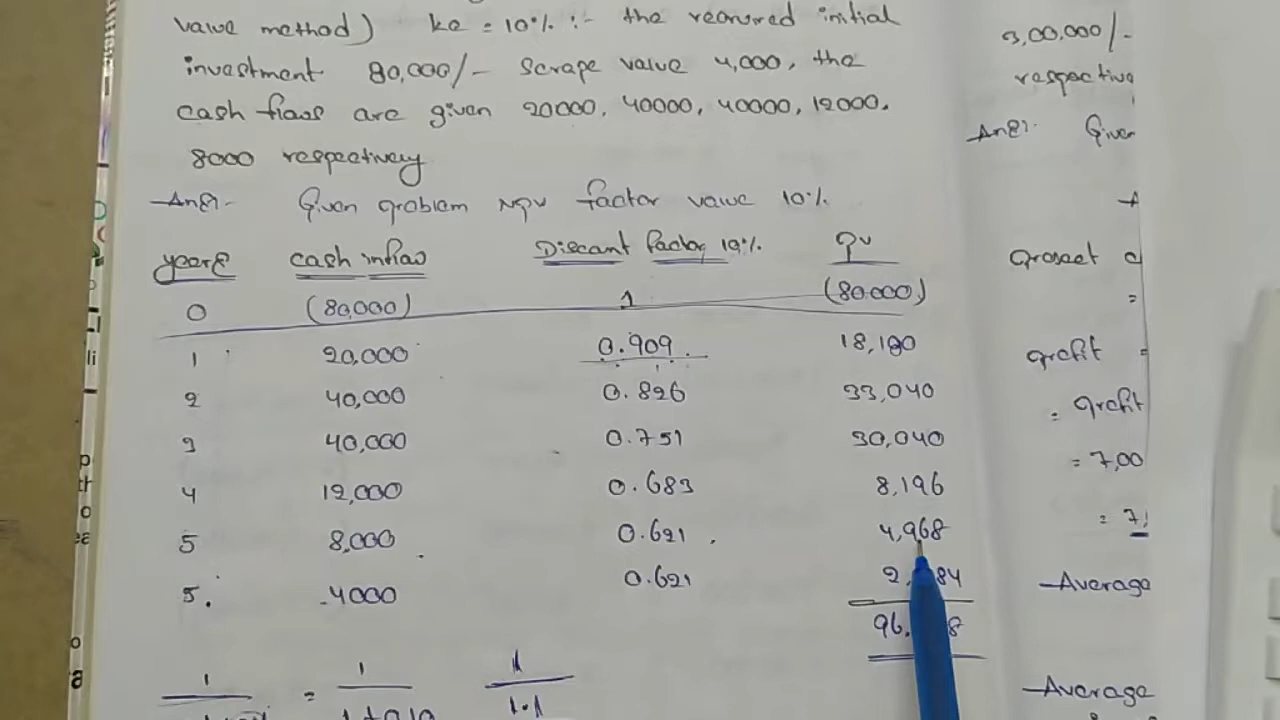 value method) ke = 10% :- the required initial
investment 80,000/- Scrape value 4,000, the
cash flows are given 20000, 40000, 40000, 12000.
8000 respectively
Ans:- Given problem NPV factor value 10%.
years cash inflow Discount factor 10% PV
0 (80,000) 1 (80,000)
1 20,000 0.909 18,180
2 40,000 0.826 33,040
3 40,000 0.751 30,040
4 12,000 0.683 8,196
5 8,000 0.621 4,968
5. 4000 0.621
1 = 1 1
1.1
3,00,000/-
respective
Ans:- Given
profit =
= profit
= 7,00
= 7
Average
Average